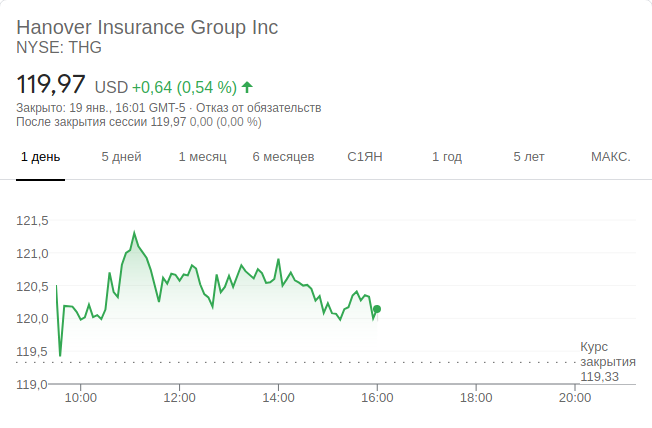 Hanover Insurance Group Inc
NYSE: THG
119,97 USD +0,64 (0,54 %)
Закрыто: 19 янв., 16:01 GMT-5 · Отказ от обязательств
После закрытия сессии 119,97 0,00 (0,00 %)
1 день 5 дней 1 месяц 6 месяцев С1ЯН 1 год 5 лет МАКС.
121,5
121,0
120,5
120,0
119,5
119,0
Курс
закрытия
119,33
10:00 12:00 14:00 16:00 18:00 20:00